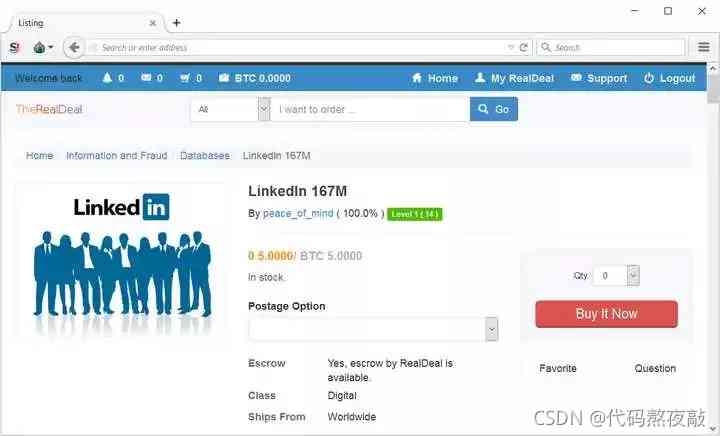 Listing
Search or enter address
Search
Welcome back 0 0 0 BTC 0.0000 Home My RealDeal Support Logout
TheRealDeal All I want to order ... Go
Home Information and Fraud Databases LinkedIn 167M
Linked in
LinkedIn 167M
By peace_of_mind ( 100.0% ) Level 1 ( 14 )
0 5.0000/ BTC 5.0000
In stock.
Qty 0
Buy It Now
Postage Option
Favorite Question
Escrow Yes, escrow by RealDeal is
available.
Class Digital
Ships From Worldwide
CSDN @代码熬夜敲